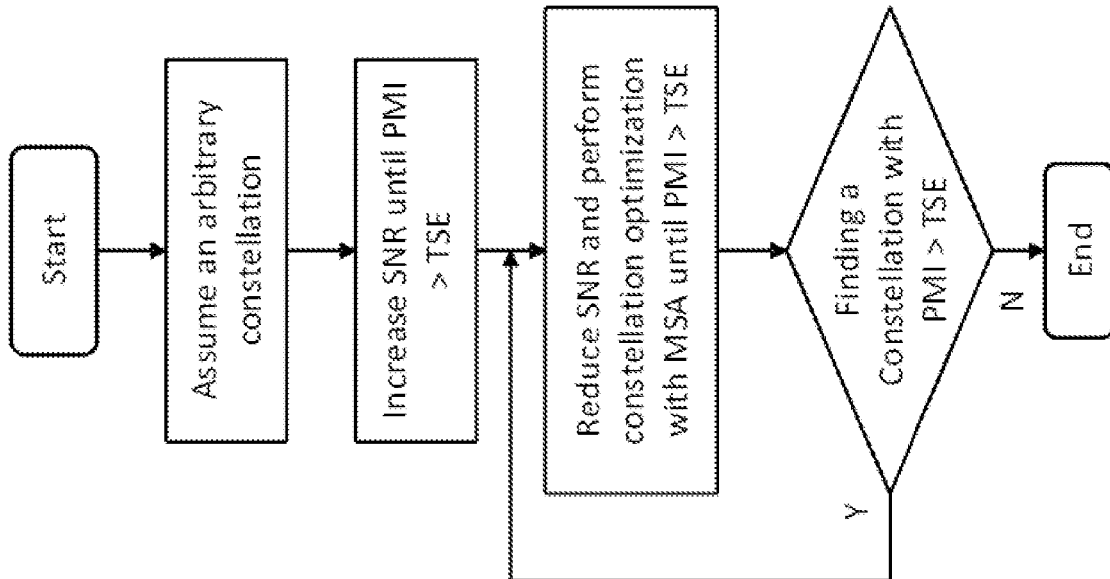 Start
Assume an arbitrary
constellation
Increase SNR until PMI
> TSE
Reduce SNR and perform
constellation optimization
with MSA until PMI > TSE
Finding a
Constellation with
PMI > TSE
Y
N
End